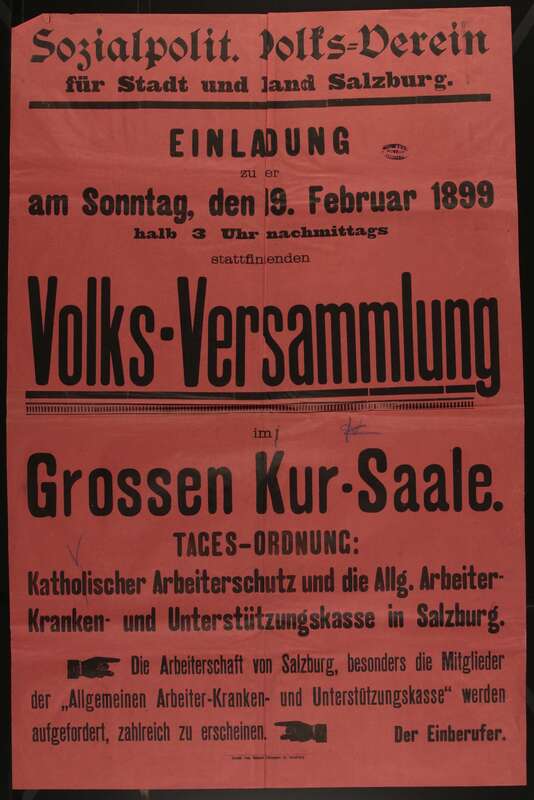 Sozialpolit. Volks=Verein
für Stadt und Land Salzburg.
EINLADUNG
zu der
am Sonntag, den 19. Februar 1899
halb 3 Uhr nachmittags
stattfindenden
Volks-Versammlung
im
Grossen Kur-Saale.
TAGES-ORDNUNG:
Katholischer Arbeiterschutz und die Allg. Arbeiter-
Kranken- und Unterstützungskasse in Salzburg.
Die Arbeiterschaft von Salzburg, besonders die Mitglieder
der „Allgemeinen Arbeiter-Kranken- und Unterstützungskasse“ werden
aufgefordert, zahlreich zu erscheinen. Der Einberufer.